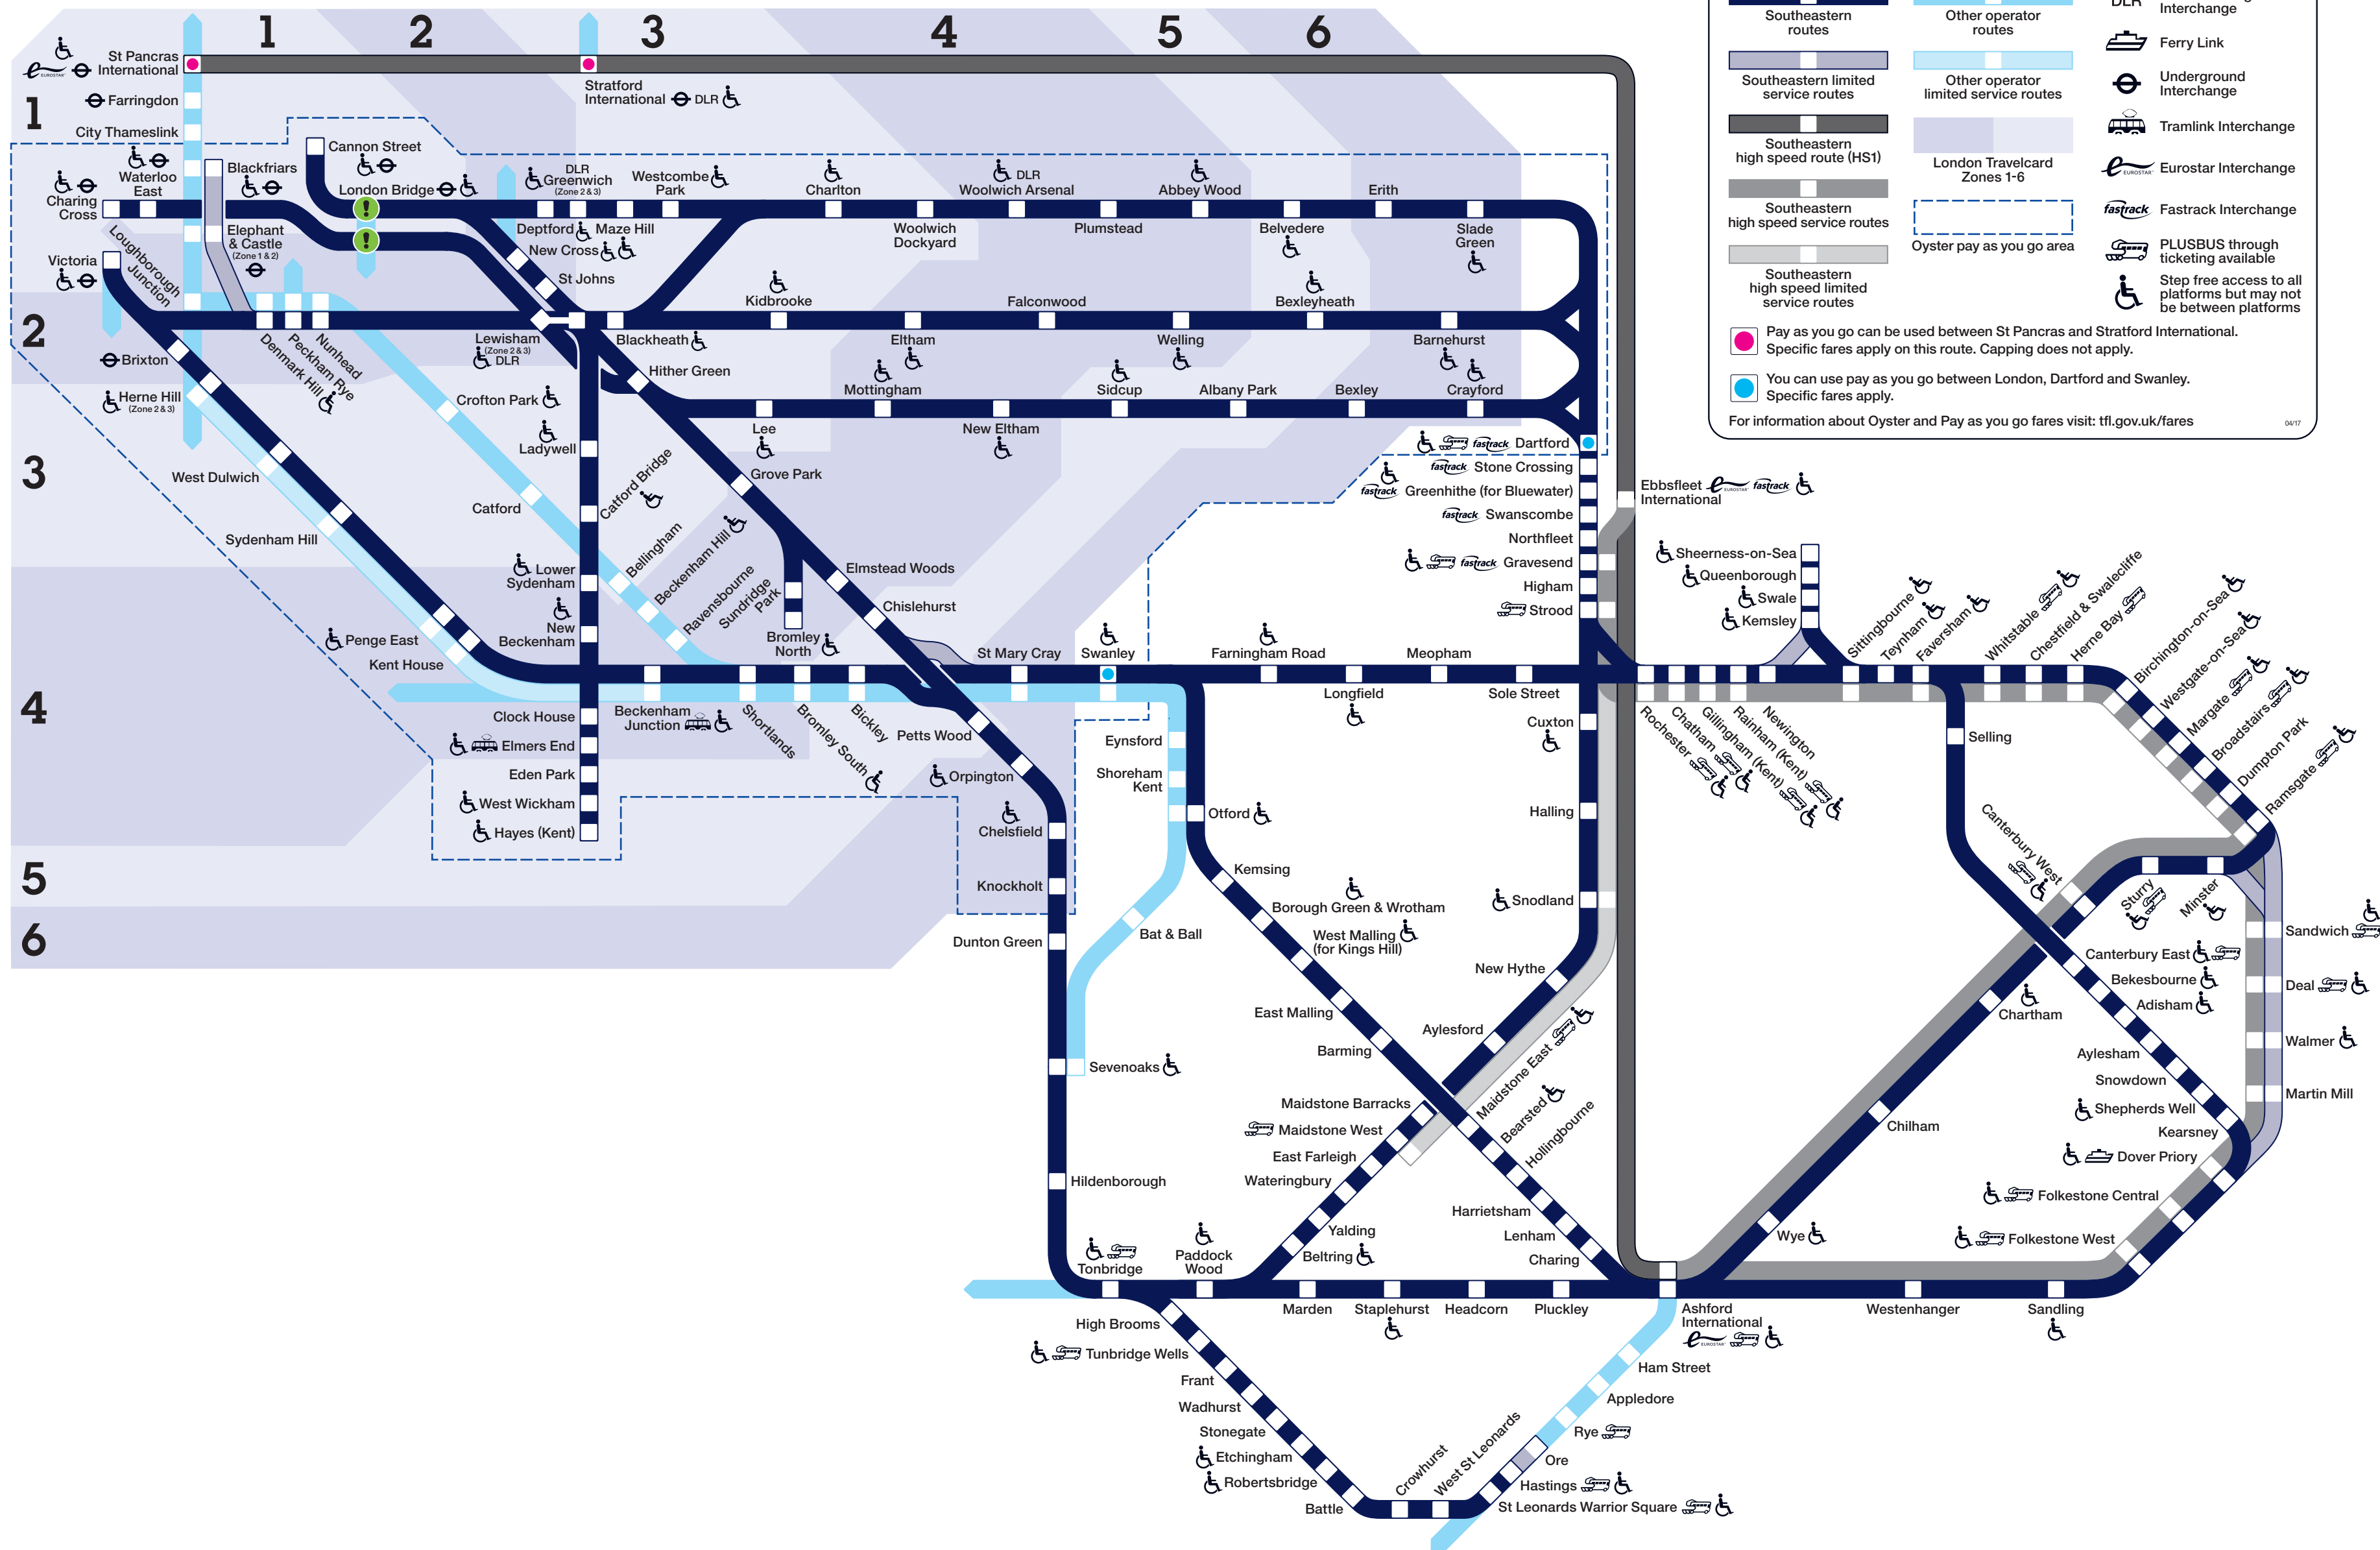 1
2
3
4
5
6
St Pancras
International
EUROSTAR
Farringdon
City Thameslink
Stratford
International
DLR
1
Cannon Street
Waterloo
East
Blackfriars
London Bridge
DLR
Greenwich
(Zone 2 & 3)
Westcombe
Park
Charlton
DLR
Woolwich Arsenal
Abbey Wood
Erith
Charing
Cross
Elephant
& Castle
(Zone 1 & 2)
Deptford
Maze Hill
New Cross
Woolwich
Dockyard
Plumstead
Belvedere
Slade
Green
Loughborough
Junction
Victoria
St Johns
2
Kidbrooke
Falconwood
Bexleyheath
Denmark Hill
Peckham Rye
Nunhead
Lewisham
(Zone 2 & 3)
DLR
Blackheath
Eltham
Welling
Barnehurst
Brixton
Hither Green
Herne Hill
(Zone 2 & 3)
Crofton Park
Mottingham
Sidcup
Albany Park
Bexley
Crayford
Lee
New Eltham
Ladywell
3
West Dulwich
Catford Bridge
Grove Park
Catford
Sydenham Hill
Dartford
fastrack
Stone Crossing
fastrack
Greenhithe (for Bluewater)
fastrack
Swanscombe
fastrack
Northfleet
Gravesend
fastrack
Higham
Strood
Ebbsfleet
International
EUROSTAR
fastrack
Lower
Sydenham
Bellingham
Beckenham Hill
Ravensbourne
Sundridge
Park
Elmstead Woods
Chislehurst
New
Beckenham
Bromley
North
Penge East
Kent House
4
St Mary Cray
Swanley
Farningham Road
Longfield
Meopham
Sole Street
Clock House
Beckenham
Junction
Shortlands
Bromley South
Bickley
Petts Wood
Elmers End
Eden Park
West Wickham
Hayes (Kent)
Orpington
Chelsfield
Knockholt
5
6
Dunton Green
Eynsford
Shoreham
Kent
Otford
Kemsing
Bat & Ball
Sevenoaks
Borough Green & Wrotham
West Malling
(for Kings Hill)
East Malling
Barming
Cuxton
Halling
Snodland
New Hythe
Aylesford
Maidstone East
Bearsted
Hollingbourne
Maidstone Barracks
Maidstone West
East Farleigh
Wateringbury
Yalding
Beltring
Harrietsham
Lenham
Charing
Hildenborough
Tonbridge
Paddock
Wood
Marden
Staplehurst
Headcorn
Pluckley
Ashford
International
EUROSTAR
High Brooms
Tunbridge Wells
Frant
Wadhurst
Stonegate
Etchingham
Robertsbridge
Battle
Crowhurst
West St Leonards
St Leonards Warrior Square
Hastings
Ore
Rye
Appledore
Ham Street
Sheerness-on-Sea
Queenborough
Swale
Kemsley
Sittingbourne
Teynham
Faversham
Whitstable
Chestfield & Swalecliffe
Herne Bay
Birchington-on-Sea
Westgate-on-Sea
Margate
Broadstairs
Dumpton Park
Ramsgate
Rochester
Chatham
Gillingham (Kent)
Rainham (Kent)
Newington
Selling
Canterbury West
Sturry
Minster
Sandwich
Deal
Walmer
Martin Mill
Canterbury East
Bekesbourne
Adisham
Aylesham
Snowdown
Shepherds Well
Kearsney
Dover Priory
Folkestone Central
Folkestone West
Chartham
Chilham
Wye
Westenhanger
Sandling
Southeastern
routes
Southeastern limited
service routes
Southeastern
high speed route (HS1)
Southeastern
high speed service routes
Southeastern
high speed limited
service routes
Other operator
routes
Other operator
limited service routes
London Travelcard
Zones 1-6
Oyster pay as you go area
DLR
Interchange
Ferry Link
Underground
Interchange
Tramlink Interchange
EUROSTAR
Eurostar Interchange
fastrack
Fastrack Interchange
PLUSBUS through
ticketing available
Step free access to all
platforms but may not
be between platforms
Pay as you go can be used between St Pancras and Stratford International.
Specific fares apply on this route. Capping does not apply.
You can use pay as you go between London, Dartford and Swanley.
Specific fares apply.
For information about Oyster and Pay as you go fares visit: tfl.gov.uk/fares
04/17